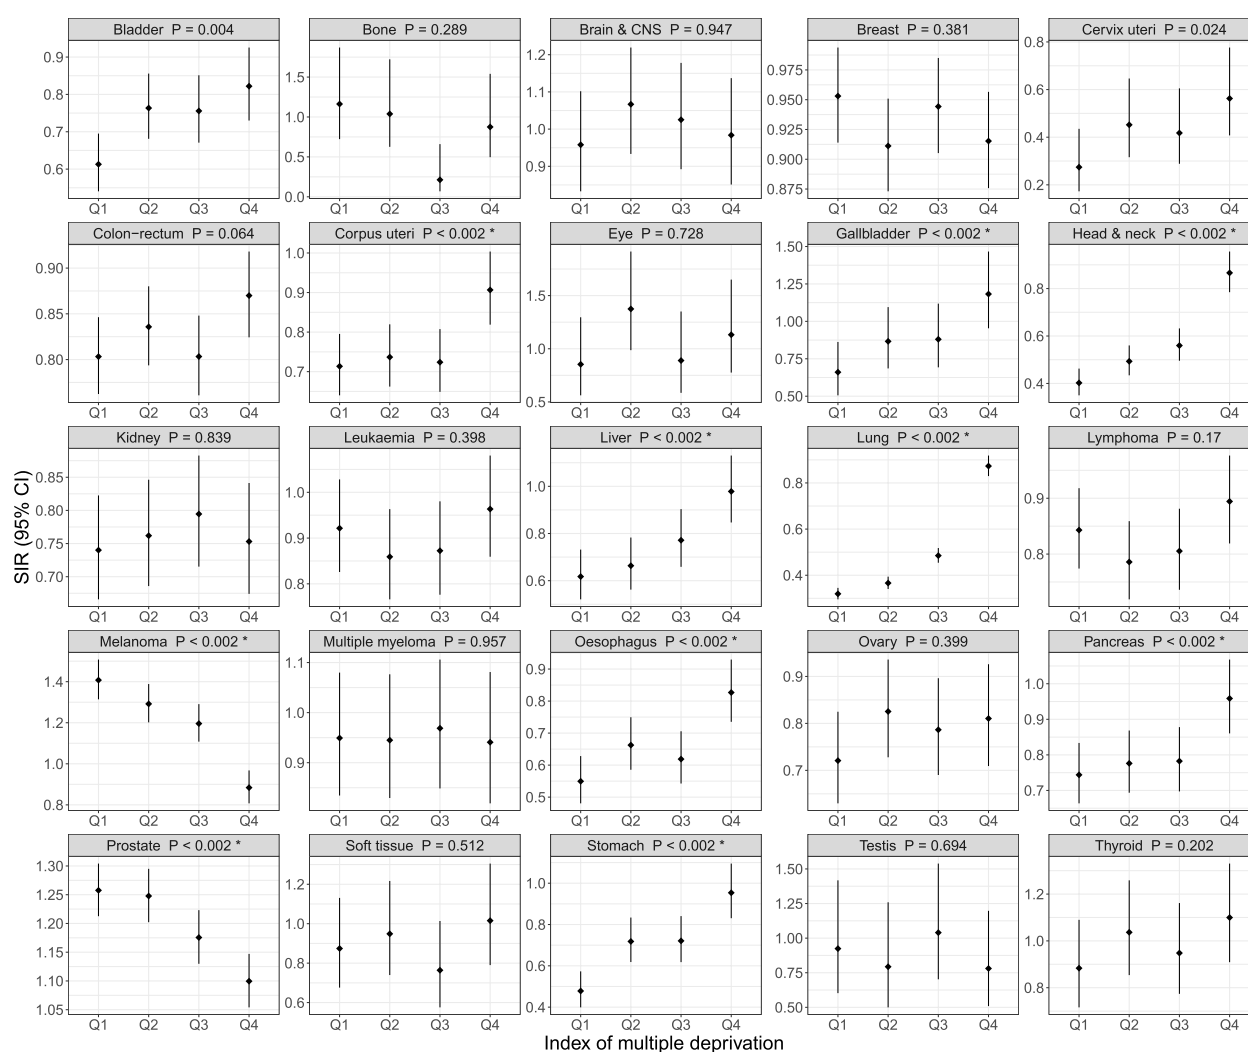 Bladder P = 0.004
Bone P = 0.289
Brain & CNS P = 0.947
Breast P = 0.381
Cervix uteri P = 0.024
0.9
0.8
0.7
0.6
1.5
1.0
0.5
0.0
1.2
1.1
1.0
0.9
0.975
0.950
0.925
0.900
0.875
0.8
0.6
0.4
0.2
Q1 Q2 Q3 Q4
Q1 Q2 Q3 Q4
Q1 Q2 Q3 Q4
Q1 Q2 Q3 Q4
Q1 Q2 Q3 Q4
Colon−rectum P = 0.064
Corpus uteri P < 0.002 *
Eye P = 0.728
Gallbladder P < 0.002 *
Head & neck P < 0.002 *
0.90
0.85
0.80
1.0
0.9
0.8
0.7
1.5
1.0
0.5
1.50
1.25
1.00
0.75
0.50
0.8
0.6
0.4
Q1 Q2 Q3 Q4
Q1 Q2 Q3 Q4
Q1 Q2 Q3 Q4
Q1 Q2 Q3 Q4
Q1 Q2 Q3 Q4
SIR (95% CI)
Kidney P = 0.839
Leukaemia P = 0.398
Liver P < 0.002 *
Lung P < 0.002 *
Lymphoma P = 0.17
0.85
0.80
0.75
0.70
1.0
0.9
0.8
1.0
0.8
0.6
0.8
0.6
0.4
0.9
0.8
Q1 Q2 Q3 Q4
Q1 Q2 Q3 Q4
Q1 Q2 Q3 Q4
Q1 Q2 Q3 Q4
Q1 Q2 Q3 Q4
Melanoma P < 0.002 *
Multiple myeloma P = 0.957
Oesophagus P < 0.002 *
Ovary P = 0.399
Pancreas P < 0.002 *
1.4
1.2
1.0
0.8
1.1
1.0
0.9
0.9
0.8
0.7
0.6
0.5
0.9
0.8
0.7
1.0
0.9
0.8
0.7
Q1 Q2 Q3 Q4
Q1 Q2 Q3 Q4
Q1 Q2 Q3 Q4
Q1 Q2 Q3 Q4
Q1 Q2 Q3 Q4
Prostate P < 0.002 *
Soft tissue P = 0.512
Stomach P < 0.002 *
Testis P = 0.694
Thyroid P = 0.202
1.30
1.25
1.20
1.15
1.10
1.05
1.2
1.0
0.8
0.6
1.0
0.8
0.6
0.4
1.50
1.25
1.00
0.75
0.50
1.2
1.0
0.8
Q1 Q2 Q3 Q4
Q1 Q2 Q3 Q4
Q1 Q2 Q3 Q4
Q1 Q2 Q3 Q4
Q1 Q2 Q3 Q4
Index of multiple deprivation